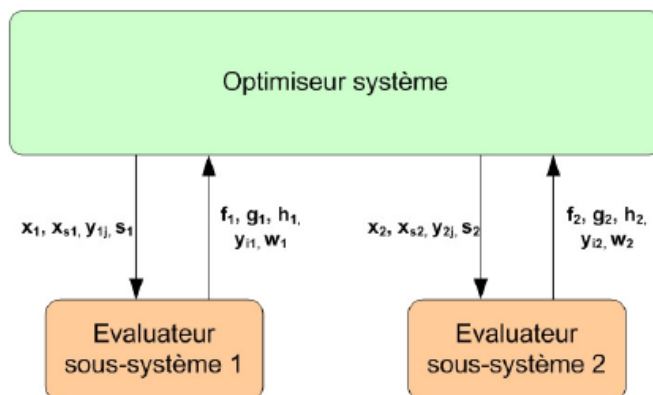 Optimiseur système
x₁, xₛ₁, y₁ⱼ, s₁
f₁, g₁, h₁,
yᵢ₁, w₁
x₂, xₛ₂, y₂ⱼ, s₂
f₂, g₂, h₂,
yᵢ₂, w₂
Evaluateur
sous-système 1
Evaluateur
sous-système 2